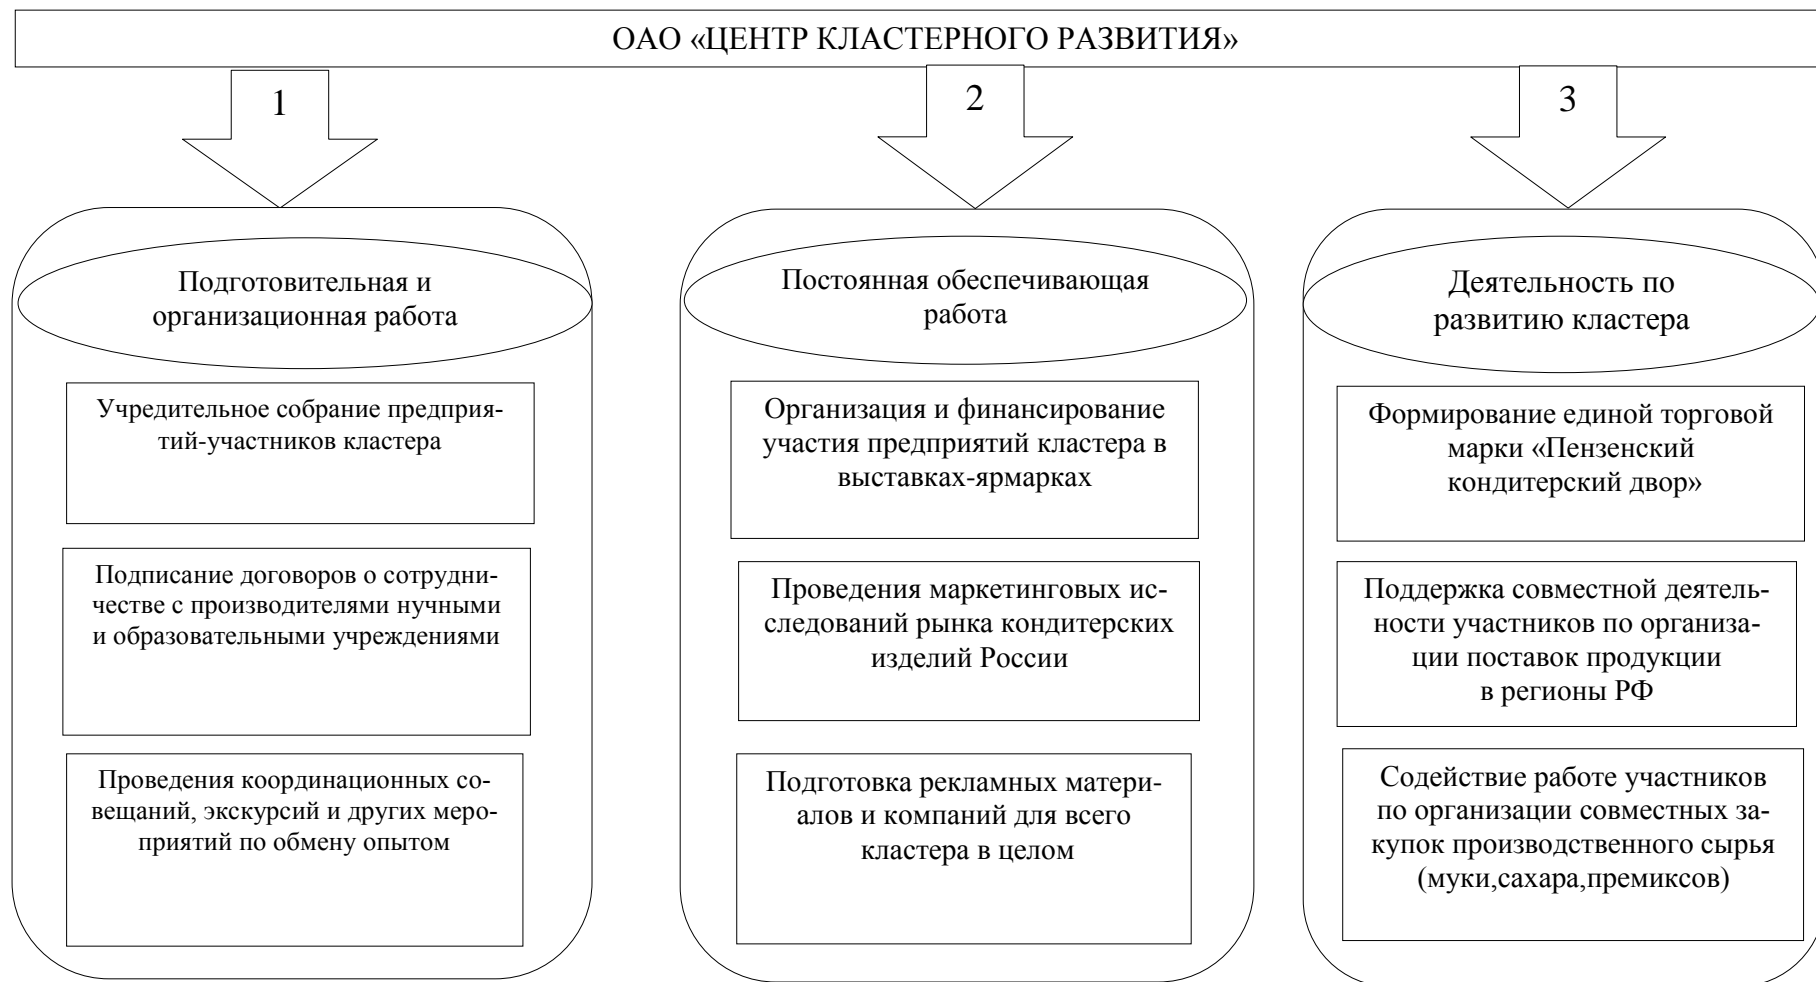 ОАО «ЦЕНТР КЛАСТЕРНОГО РАЗВИТИЯ»
1
Подготовительная и
организационная работа
Учредительное собрание предприя-
тий-участников кластера
Подписание договоров о сотрудни-
честве с производителями нучными
и образовательными учреждениями
Проведения координационных со-
вещаний, экскурсий и других меро-
приятий по обмену опытом
2
Постоянная обеспечивающая
работа
Организация и финансирование
участия предприятий кластера в
выставках-ярмарках
Проведения маркетинговых ис-
следований рынка кондитерских
изделий России
Подготовка рекламных матери-
алов и компаний для всего
кластера в целом
3
Деятельность по
развитию кластера
Формирование единой торговой
марки «Пензенский
кондитерский двор»
Поддержка совместной деятель-
ности участников по организа-
ции поставок продукции
в регионы РФ
Содействие работе участников
по организации совместных за-
купок производственного сырья
(муки,сахара,премиксов)